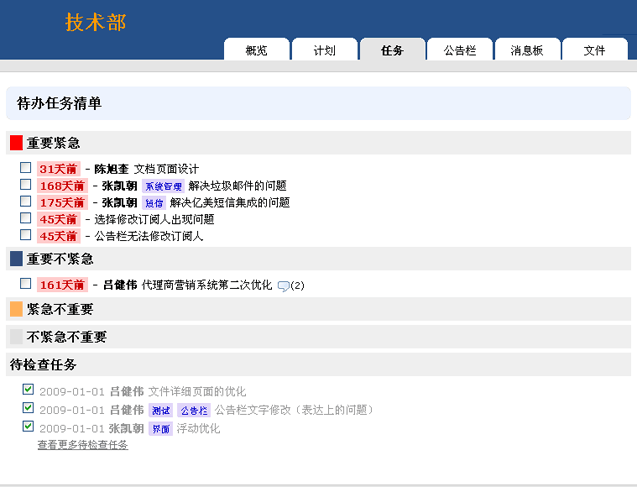 技术部
概览 计划 任务 公告栏 消息板 文件
待办任务清单
重要紧急
31天前 - 陈旭奎 文档页面设计
168天前 - 张凯朝 系统管理 解决垃圾邮件的问题
175天前 - 张凯朝 短信 解决亿美短信集成的问题
45天前 - 选择修改订阅人出现问题
45天前 - 公告栏无法修改订阅人
重要不紧急
161天前 - 吕健伟 代理商营销系统第二次优化 (2)
紧急不重要
不紧急不重要
待检查任务
2009-01-01 吕健伟 文件详细页面的优化
2009-01-01 吕健伟 测试 公告栏 公告栏文字修改（表达上的问题）
2009-01-01 张凯朝 界面 浮动优化
查看更多待检查任务